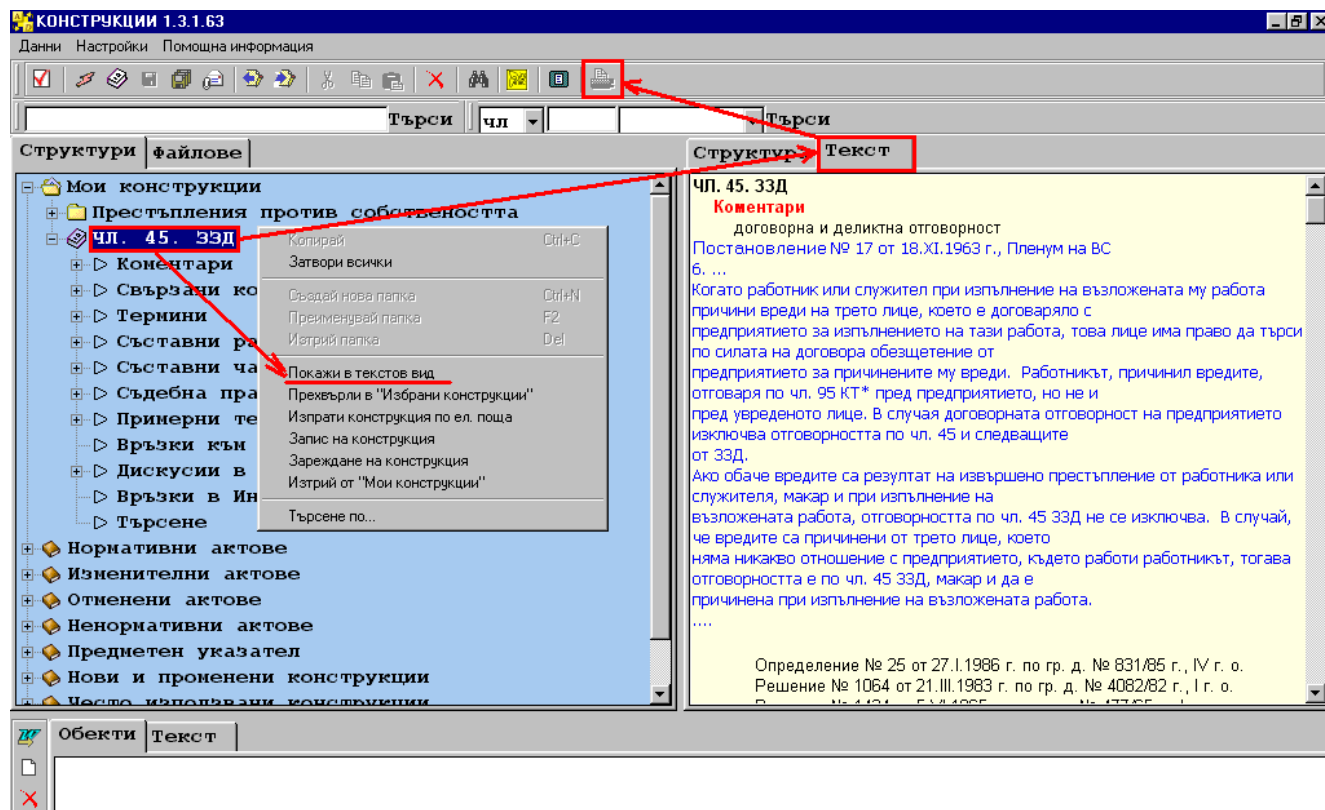 КОНСТРУКЦИИ 1.3.1.63
Данни Настройки Помощна информация
Търси чл Търси
Структури Файлове
Мои конструкции
Престъпления против собствеността
ЧЛ. 45. ЗЗД
Коментари
Свързани ко
Термини
Съставни ра
Съставни ча
Съдебна пра
Примерни те
Връзки към
Дискусии в
Връзки в Ин
Търсене
Нормативни актове
Изменителни актове
Отменени актове
Ненормативни актове
Предметен указател
Нови и променени конструкции
Често използвани конструкции
Копирай Ctrl+C
Затвори всички
Създай нова папка Ctrl+N
Преименувай папка F2
Изтрий папка Del
Покажи в текстов вид
Прехвърли в "Избрани конструкции"
Изпрати конструкция по ел. поща
Запис на конструкция
Зареждане на конструкция
Изтрий от "Мои конструкции"
Търсене по...
Структура Текст
ЧЛ. 45. ЗЗД
Коментари
договорна и деликтна отговорност
Постановление № 17 от 18.XI.1963 г., Пленум на ВС
6. ...
Когато работник или служител при изпълнение на възложената му работа
причини вреди на трето лице, което е договаряло с
предприятието за изпълнението на тази работа, това лице има право да търси
по силата на договора обезщетение от
предприятието за причинените му вреди. Работникът, причинил вредите,
отговаря по чл. 95 КТ* пред предприятието, но не и
пред увреденото лице. В случая договорната отговорност на предприятието
изключва отговорността по чл. 45 и следващите
от ЗЗД.
Ако обаче вредите са резултат на извършено престъпление от работника или
служителя, макар и при изпълнение на
възложената работа, отговорността по чл. 45 ЗЗД не се изключва. В случай,
че вредите са причинени от трето лице, което
няма никакво отношение с предприятието, където работи работникът, тогава
отговорността е по чл. 45 ЗЗД, макар и да е
причинена при изпълнение на възложената работа.
....
Определение № 25 от 27.I.1986 г. по гр. д. № 831/85 г., IV г. о.
Решение № 1064 от 21.III.1983 г. по гр. д. № 4082/82 г., I г. о.
Обекти Текст